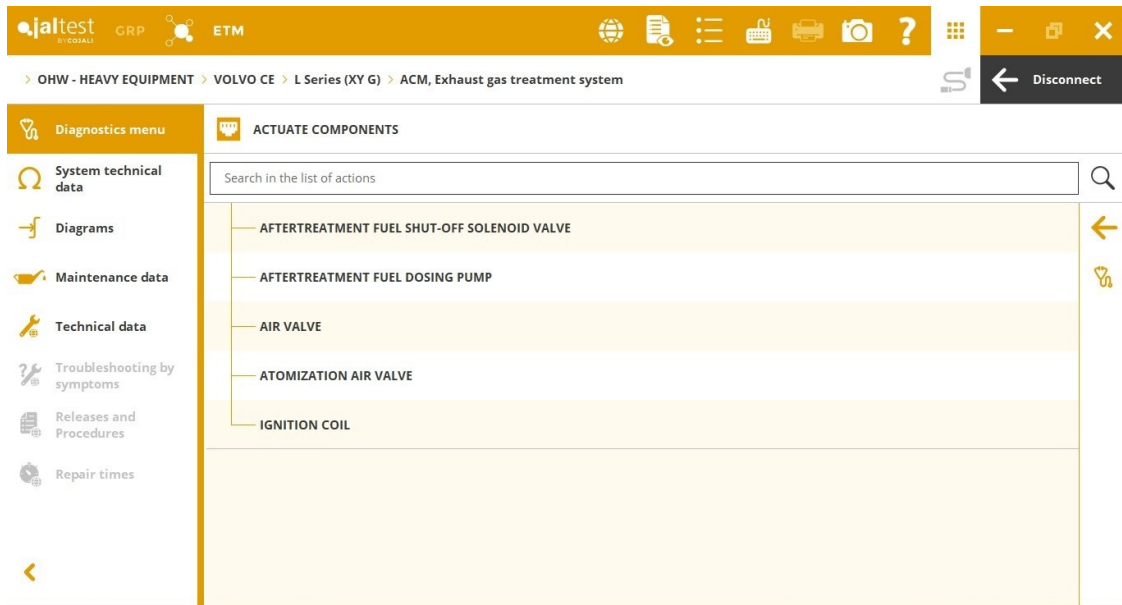 jaltest GRP ETM
BY COJALI
> OHW - HEAVY EQUIPMENT > VOLVO CE > L Series (XY G) > ACM, Exhaust gas treatment system
Disconnect
Diagnostics menu
System technical
data
Diagrams
Maintenance data
Technical data
Troubleshooting by
symptoms
Releases and
Procedures
Repair times
ACTUATE COMPONENTS
Search in the list of actions
AFTERTREATMENT FUEL SHUT-OFF SOLENOID VALVE
AFTERTREATMENT FUEL DOSING PUMP
AIR VALVE
ATOMIZATION AIR VALVE
IGNITION COIL